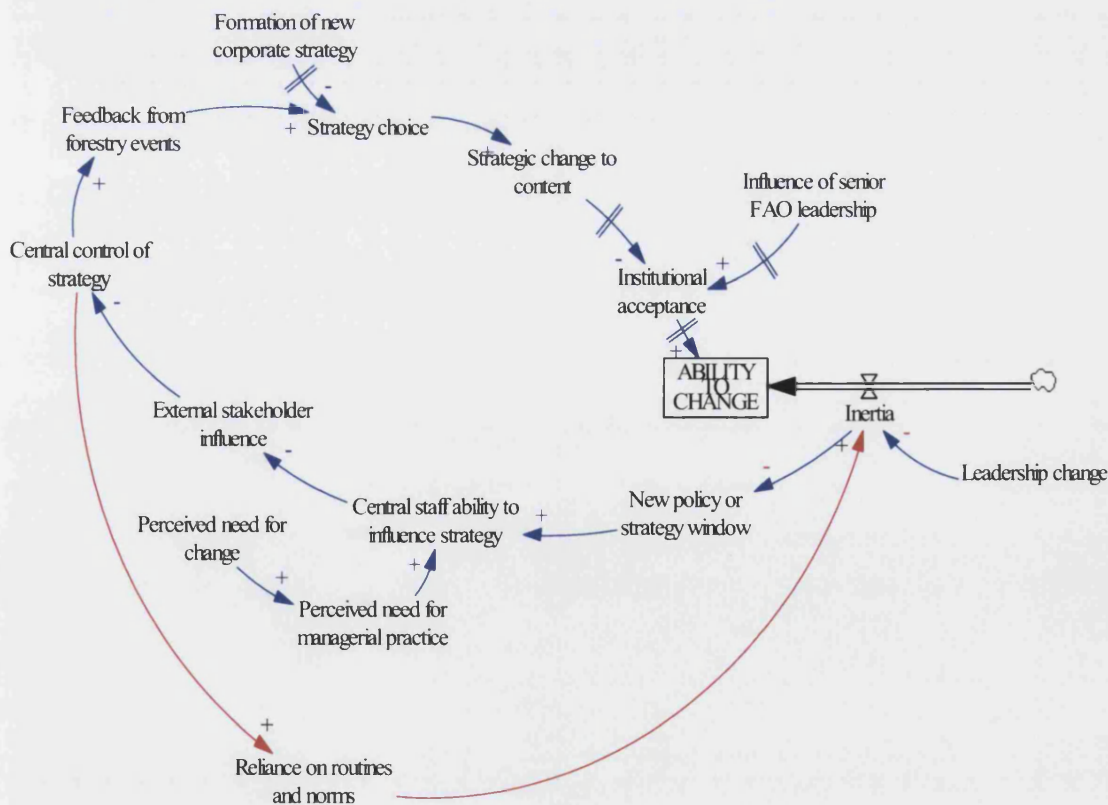 Formation of new
corporate strategy
-
Feedback from
forestry events
+ Strategy choice
+
Strategic change to
content
Influence of senior
FAO leadership
+
Central control of
strategy
-
-
+
Institutional
acceptance
+
ABILITY
TO
CHANGE
Inertia
External stakeholder
influence
-
-
+
-
Leadership change
New policy or
strategy window
+
Central staff ability to
influence strategy
Perceived need for
change
+
+
Perceived need for
managerial practice
+
Reliance on routines
and norms